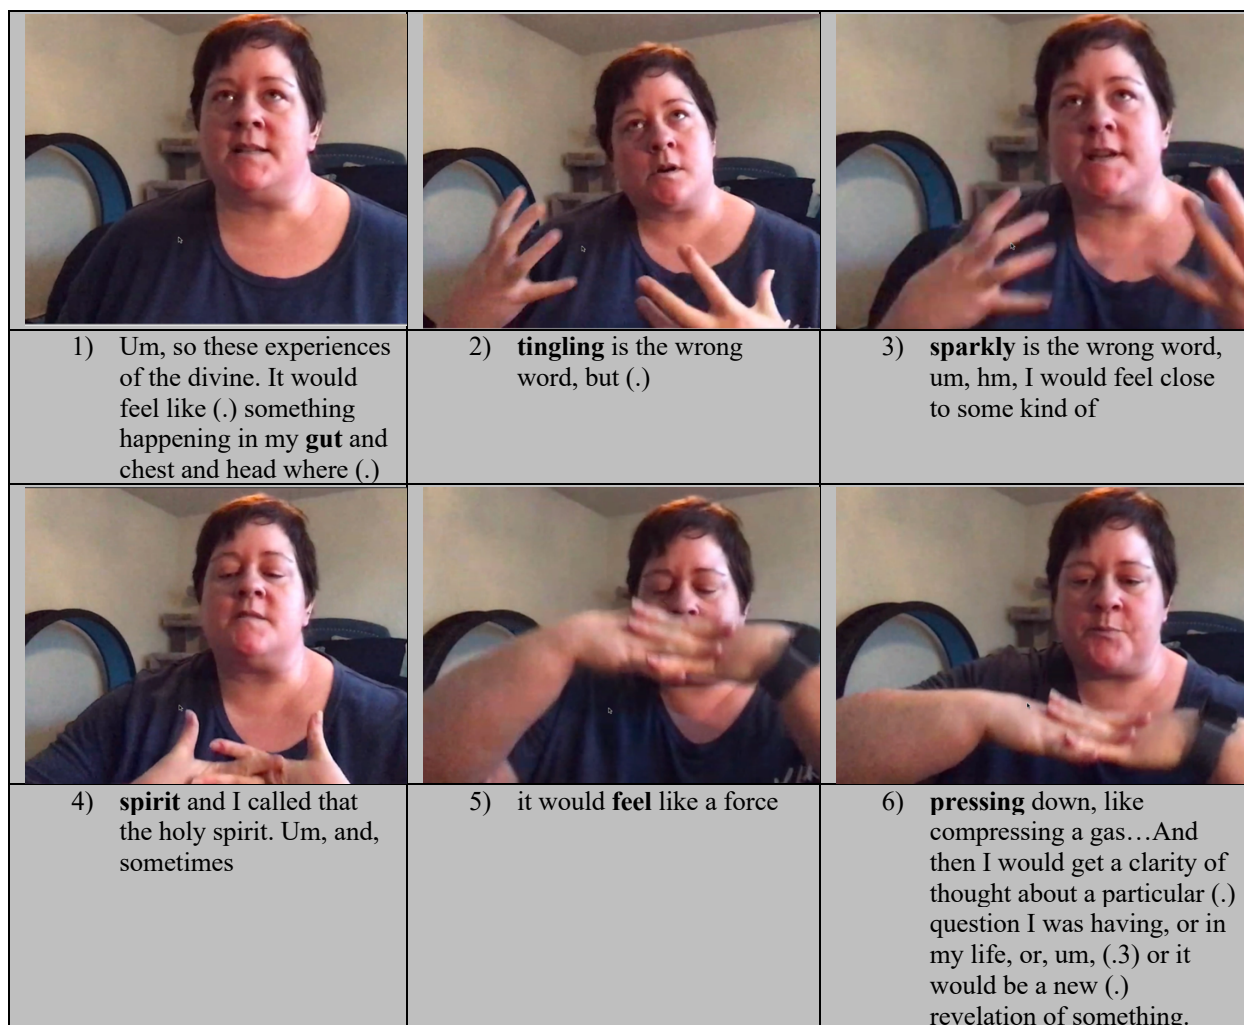 1) Um, so these experiences
of the divine. It would
feel like (.) something
happening in my gut and
chest and head where (.)
2) tingling is the wrong
word, but (.)
3) sparkly is the wrong word,
um, hm, I would feel close
to some kind of
4) spirit and I called that
the holy spirit. Um, and,
sometimes
5) it would feel like a force
6) pressing down, like
compressing a gas…And
then I would get a clarity of
thought about a particular (.)
question I was having, or in
my life, or, um, (.3) or it
would be a new (.)
revelation of something.